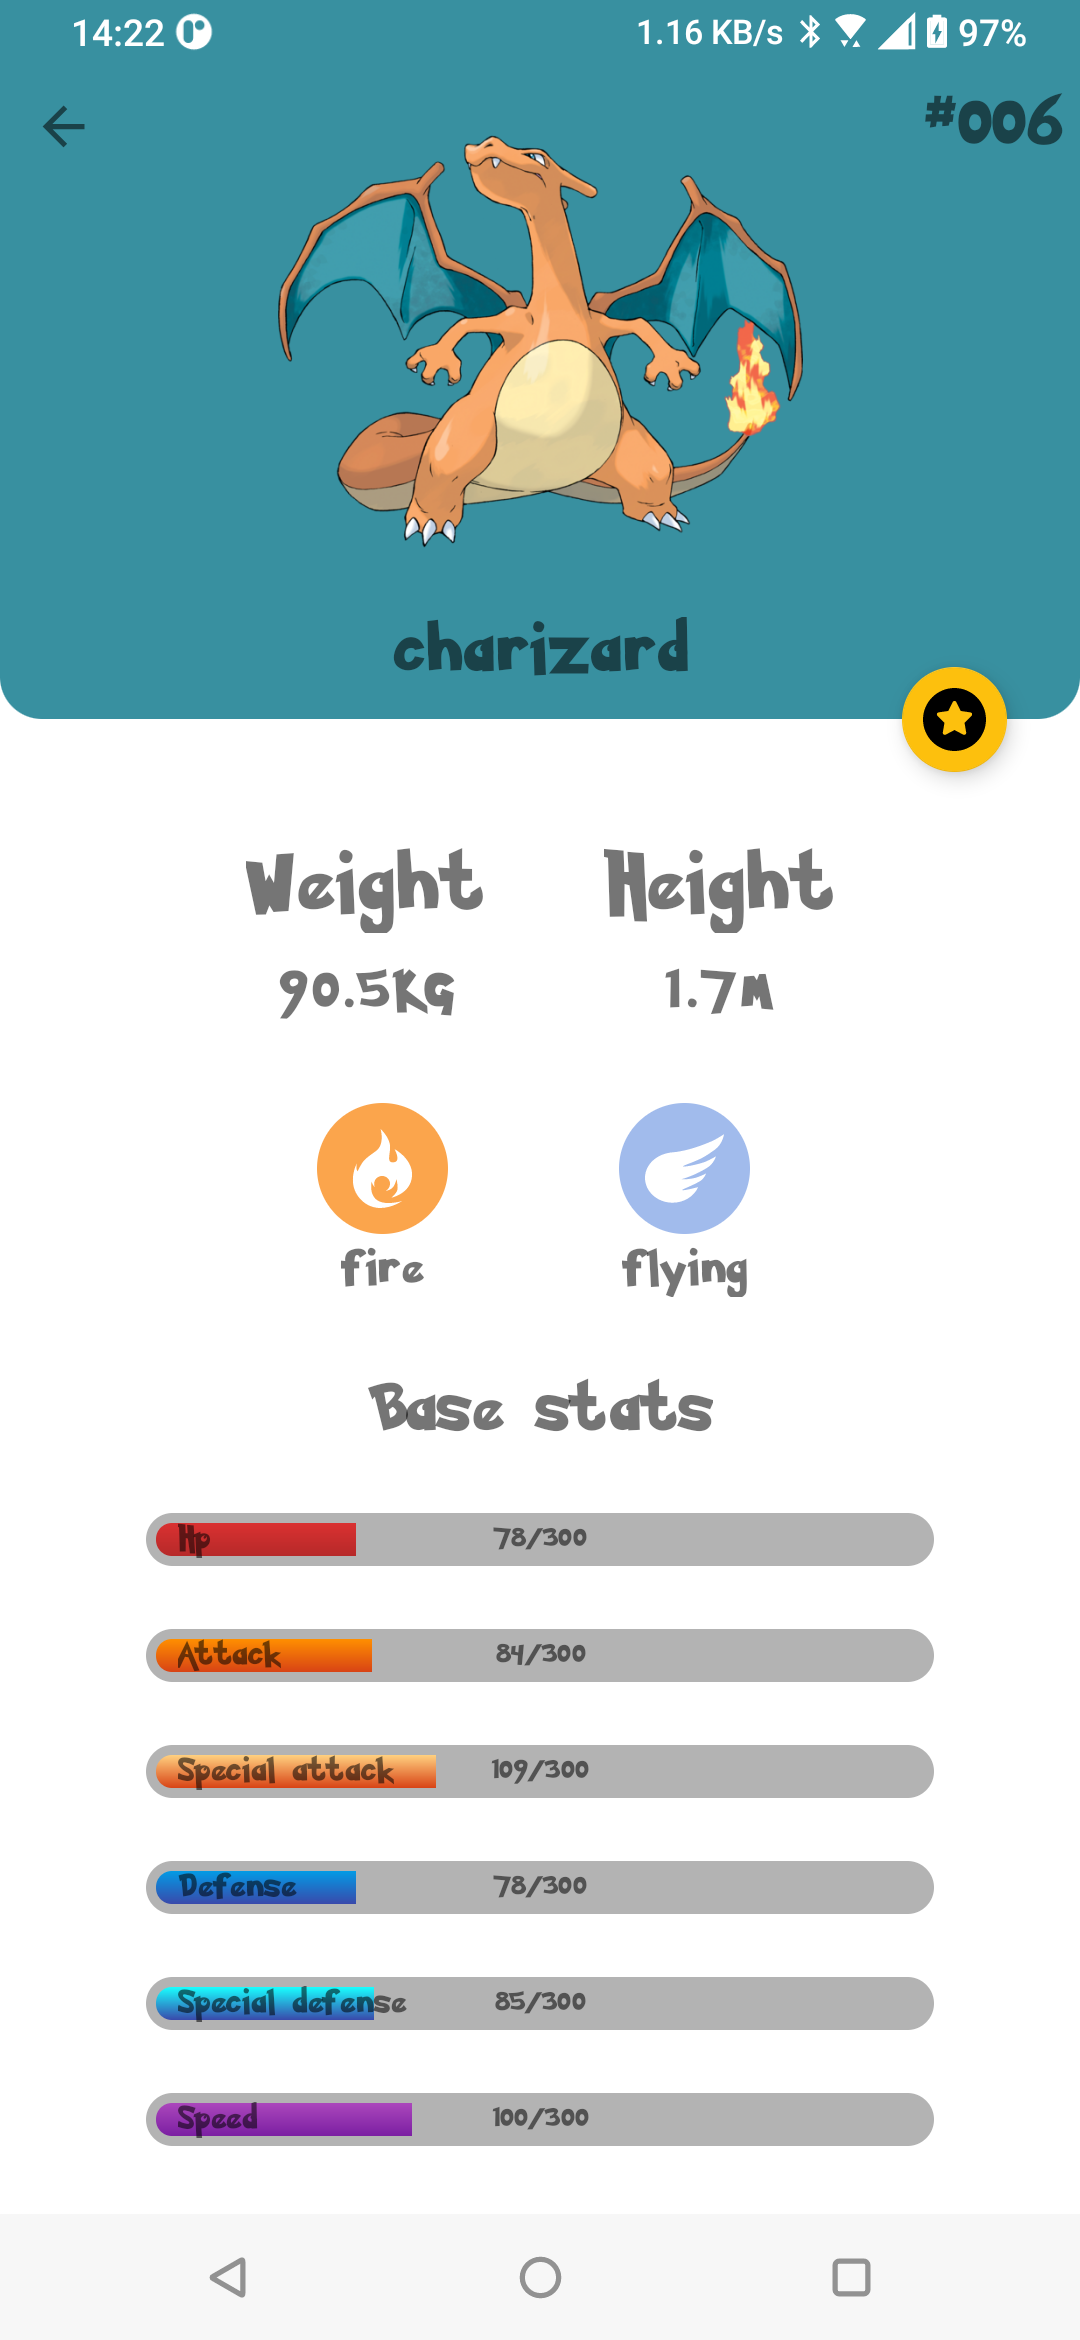 14:22 1.16 KB/s 97%
#006
charizard
Weight Height
90.5KG 1.7M
fire flying
Base stats
Hp 78/300
Attack 84/300
Special attack 109/300
Defense 78/300
Special defense 85/300
Speed 100/300